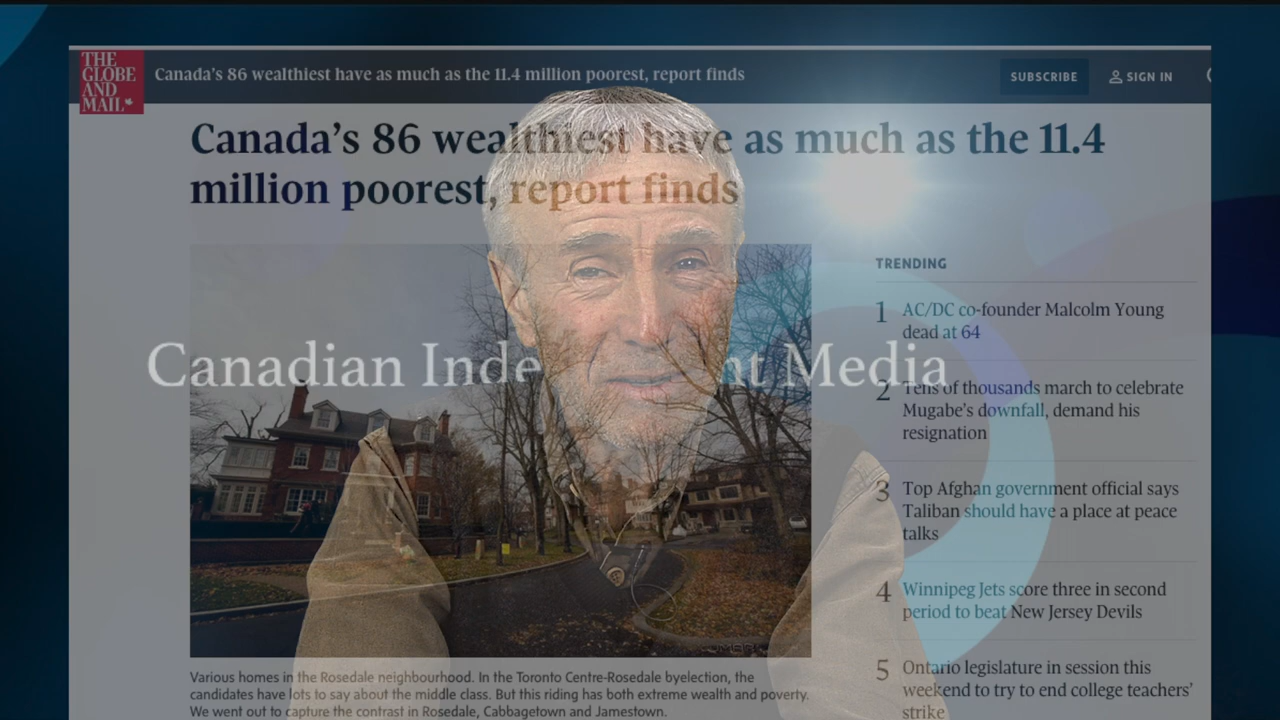 THE
GLOBE
AND
MAIL
Canada's 86 wealthiest have as much as the 11.4 million poorest, report finds
SUBSCRIBE
SIGN IN
Canada's 86 wealthiest have as much as the 11.4
million poorest, report finds
TRENDING
1 AC/DC co-founder Malcolm Young
dead at 64
Canadian Inde nt Media
2 Tens of thousands march to celebrate
Mugabe's downfall, demand his
resignation
3 Top Afghan government official says
Taliban should have a place at peace
talks
4 Winnipeg Jets score three in second
period to beat New Jersey Devils
5 Ontario legislature in session this
weekend to try to end college teachers'
strike
Various homes in the Rosedale neighbourhood. In the Toronto Centre-Rosedale byelection, the
candidates have lots to say about the middle class. But this riding has both extreme wealth and poverty.
We went out to capture the contrast in Rosedale, Cabbagetown and Jamestown.